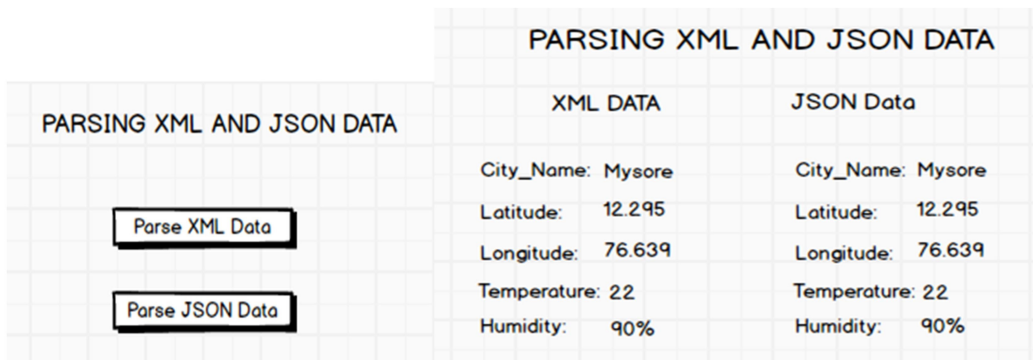 PARSING XML AND JSON DATA
Parse XML Data
Parse JSON Data
PARSING XML AND JSON DATA
XML DATA
City_Name: Mysore
Latitude: 12.295
Longitude: 76.639
Temperature: 22
Humidity: 90%
JSON Data
City_Name: Mysore
Latitude: 12.295
Longitude: 76.639
Temperature: 22
Humidity: 90%